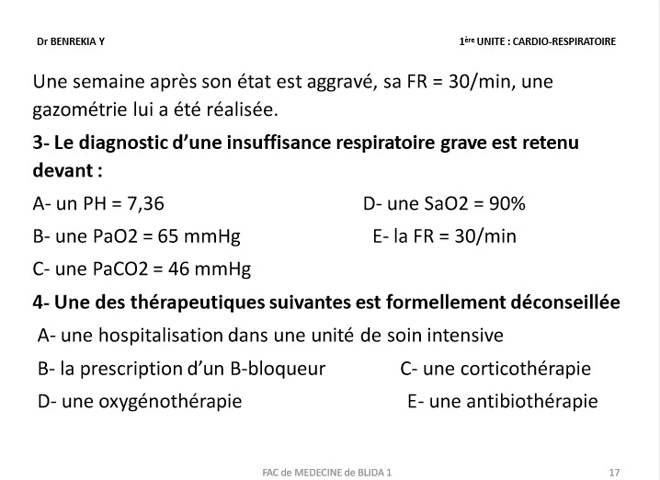 Dr BENREKIA Y
1ère UNITE : CARDIO-RESPIRATOIRE
Une semaine après son état est aggravé, sa FR = 30/min, une
gazométrie lui a été réalisée.
3- Le diagnostic d’une insuffisance respiratoire grave est retenu
devant :
A- un PH = 7,36 D- une SaO2 = 90%
B- une PaO2 = 65 mmHg E- la FR = 30/min
C- une PaCO2 = 46 mmHg
4- Une des thérapeutiques suivantes est formellement déconseillée
A- une hospitalisation dans une unité de soin intensive
B- la prescription d’un B-bloqueur C- une corticothérapie
D- une oxygénothérapie E- une antibiothérapie
FAC de MEDECINE de BLIDA 1
17